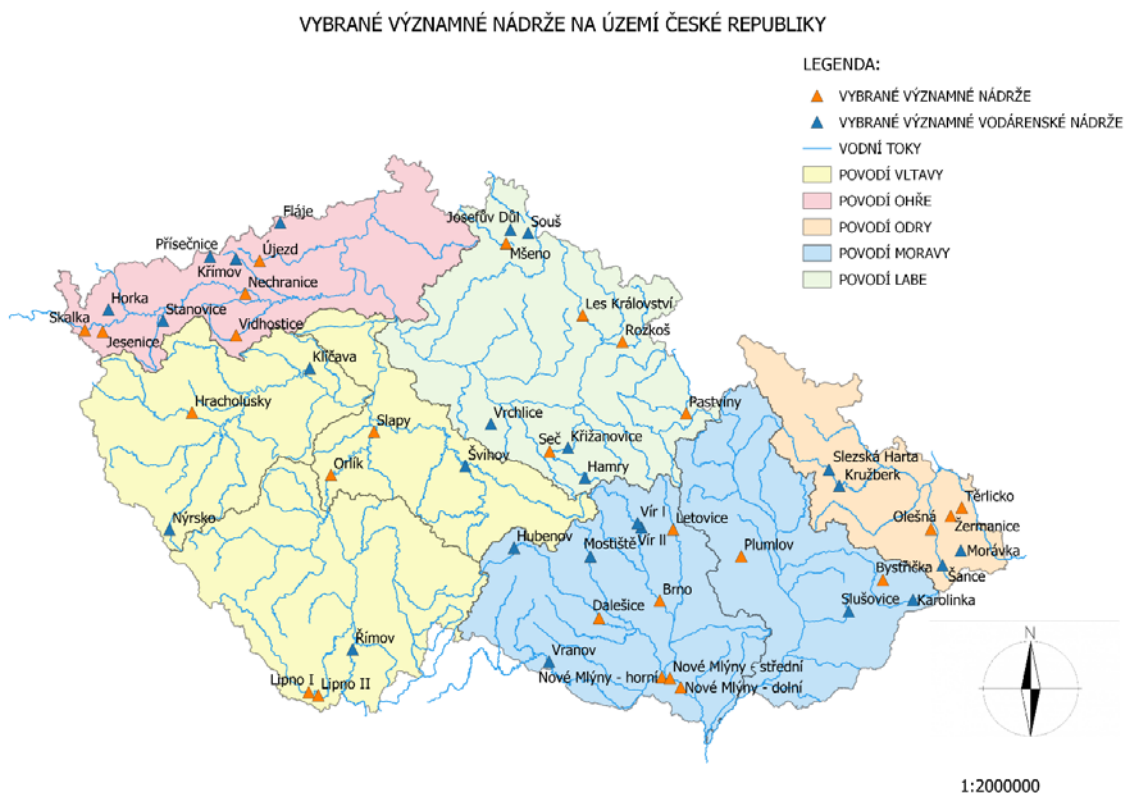 VYBRANÉ VÝZNAMNÉ NÁDRŽE NA ÚZEMÍ ČESKÉ REPUBLIKY
LEGENDA:
VYBRANÉ VÝZNAMNÉ NÁDRŽE
VYBRANÉ VÝZNAMNÉ VODÁRENSKÉ NÁDRŽE
VODNÍ TOKY
POVODÍ VLTAVY
POVODÍ OHŘE
POVODÍ ODRY
POVODÍ MORAVY
POVODÍ LABE
Fláje
Josefův Důl
Souš
Přísečnice
Újezd
Mšeno
Křimov
Nechranice
Horka
Stanovice
Les Království
Skalka
Vidhostice
Rozkoš
Jesenice
Klíčava
Hracholusky
Vrchlice
Pastviny
Slapy
Seč
Křižanovice
Švihov
Slezská Harta
Orlík
Hamry
Kružberk
Těrlicko
Nýrsko
Vír I
Letovice
Olešná
Žermanice
Hubenov
Mostiště
Vír II
Plumlov
Morávka
Bystřička
Šance
Brno
Slušovice
Karolinka
Dalešice
Římov
Vranov
Nové Mlýny - střední
Nové Mlýny - horní
Lipno I
Lipno II
Nové Mlýny - dolní
N
1:2000000